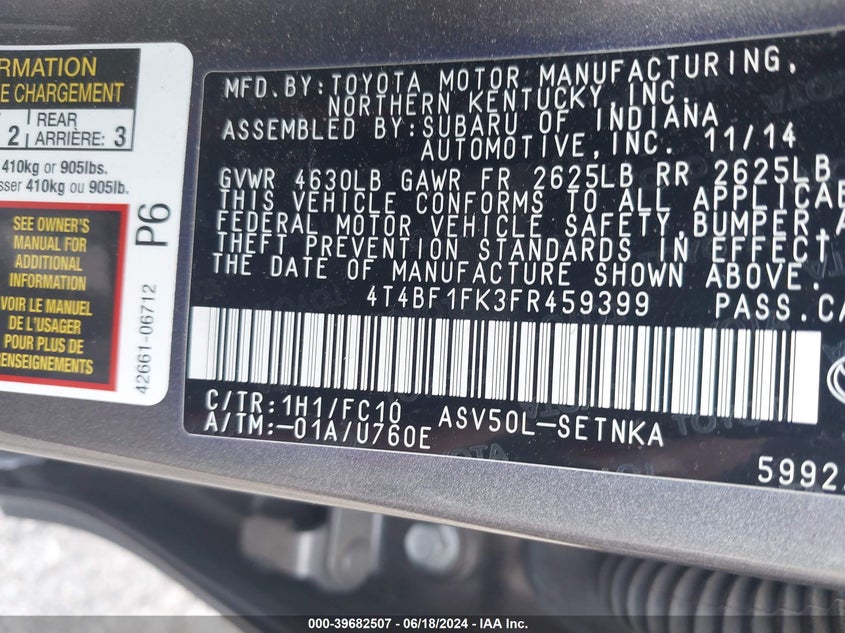 RMATION
E CHARGEMENT
2 REAR ARRIÈRE: 3
410kg or 905lbs.
sser 410kg ou 905lb.
SEE OWNER'S
MANUAL FOR
ADDITIONAL
INFORMATION
VOIR LE MANUEL
DE L'USAGER
POUR PLUS DE
RENSEIGNEMENTS
P6
42661-06712
MFD.BY:TOYOTA MOTOR MANUFACTURING,
NORTHERN KENTUCKY,INC.
ASSEMBLED BY:SUBARU OF INDIANA
AUTOMOTIVE,INC. 11/14
GVWR 4630LB GAWR FR 2625LB RR 2625LB
THIS VEHICLE CONFORMS TO ALL APPLICABL
FEDERAL MOTOR VEHICLE SAFETY,BUMPER,A
THEFT PREVENTION STANDARDS IN EFFECT
THE DATE OF MANUFACTURE SHOWN ABOVE.
4T4BF1FK3FR459399 PASS.CA
C/TR:1H1/FC10 ASV50L-SETNKA
A/TM:-01A/U760E
5992
000-39682507 - 06/18/2024 - IAA Inc.